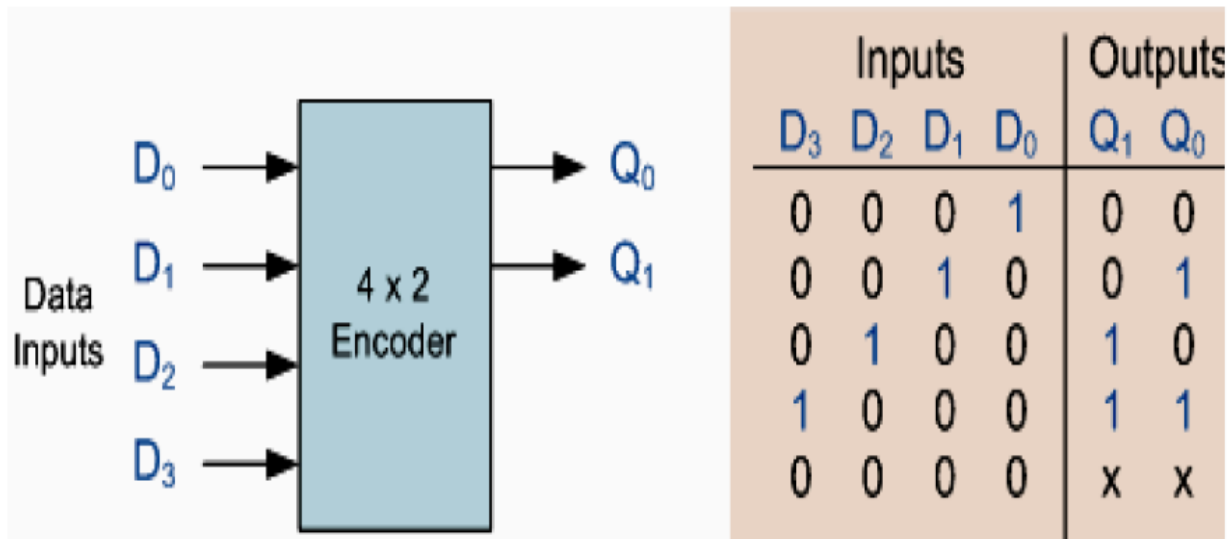 D₀
D₁
Data
Inputs
D₂
D₃
4 x 2
Encoder
Q₀
Q₁
Inputs Outputs
D₃ D₂ D₁ D₀ Q₁ Q₀
0 0 0 1 0 0
0 0 1 0 0 1
0 1 0 0 1 0
1 0 0 0 1 1
0 0 0 0 x x